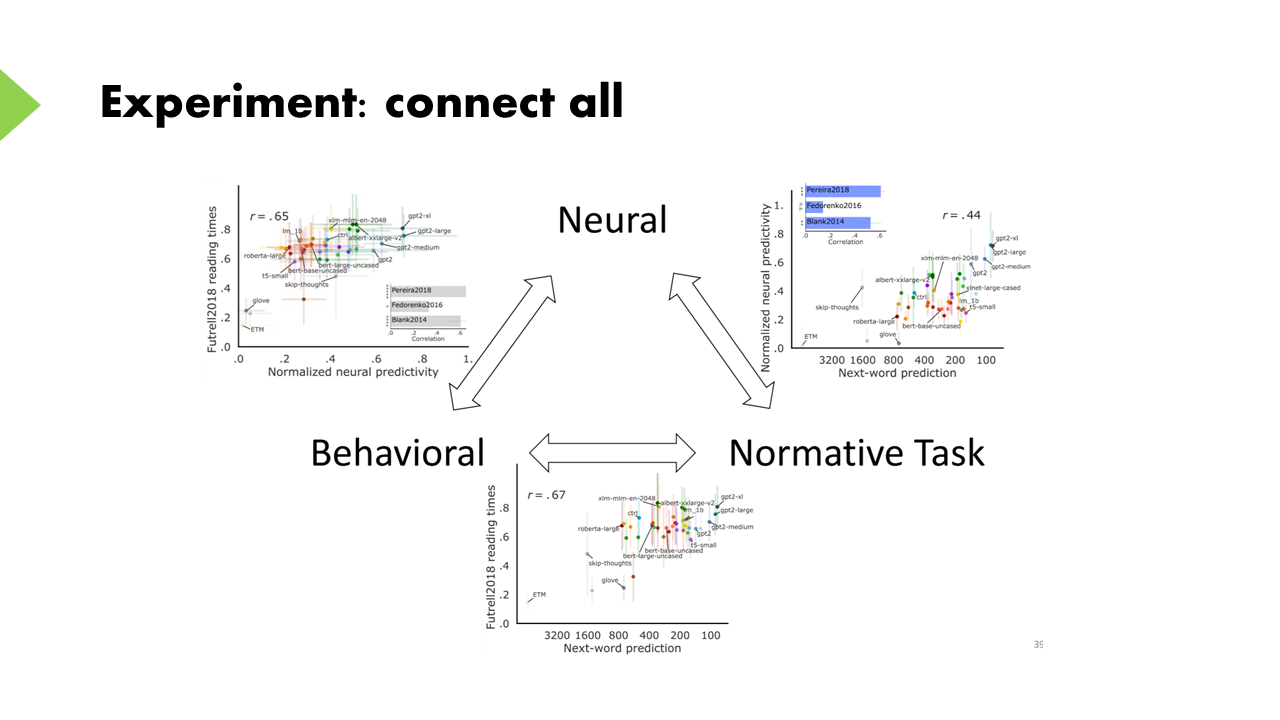 Experiment: connect all
Neural
Behavioral
Normative Task
Futrell2018 reading times
.8
.6
.4
.2
.0
r = .65
lm_1b
xlm-mlm-en-2048
gpt2-xl
gpt2-large
ctrl
albert-xxlarge-v2
gpt2-medium
roberta-large
gpt2
bert-large-uncased
t5-small
bert-base-uncased
skip-thoughts
glove
ETM
Pereira2018
Fedorenko2016
Blank2014
.0 .2 .4 .6
Correlation
.0 .2 .4 .6 .8 1.
Normalized neural predictivity
Normalized neural predictivity
1.
.8
.6
.4
.2
.0
Pereira2018
Fedorenko2016
Blank2014
.0 .2 .4 .6
Correlation
r = .44
gpt2-xl
gpt2-large
xlm-mlm-en-2048
gpt2-medium
gpt2
albert-xxlarge-v2
xlnet-large-cased
ctrl
lm_1b
skip-thoughts
t5-small
roberta-large
bert-base-uncased
glove
ETM
3200 1600 800 400 200 100
Next-word prediction
Futrell2018 reading times
.8
.6
.4
.2
.0
r = .67
xlm-mlm-en-2048
albert-xxlarge-v2
gpt2-xl
ctrl
lm_1b
gpt2-large
roberta-large
gpt2-medium
gpt2
t5-small
bert-base-uncased
bert-large-uncased
skip-thoughts
glove
ETM
3200 1600 800 400 200 100
Next-word prediction
39